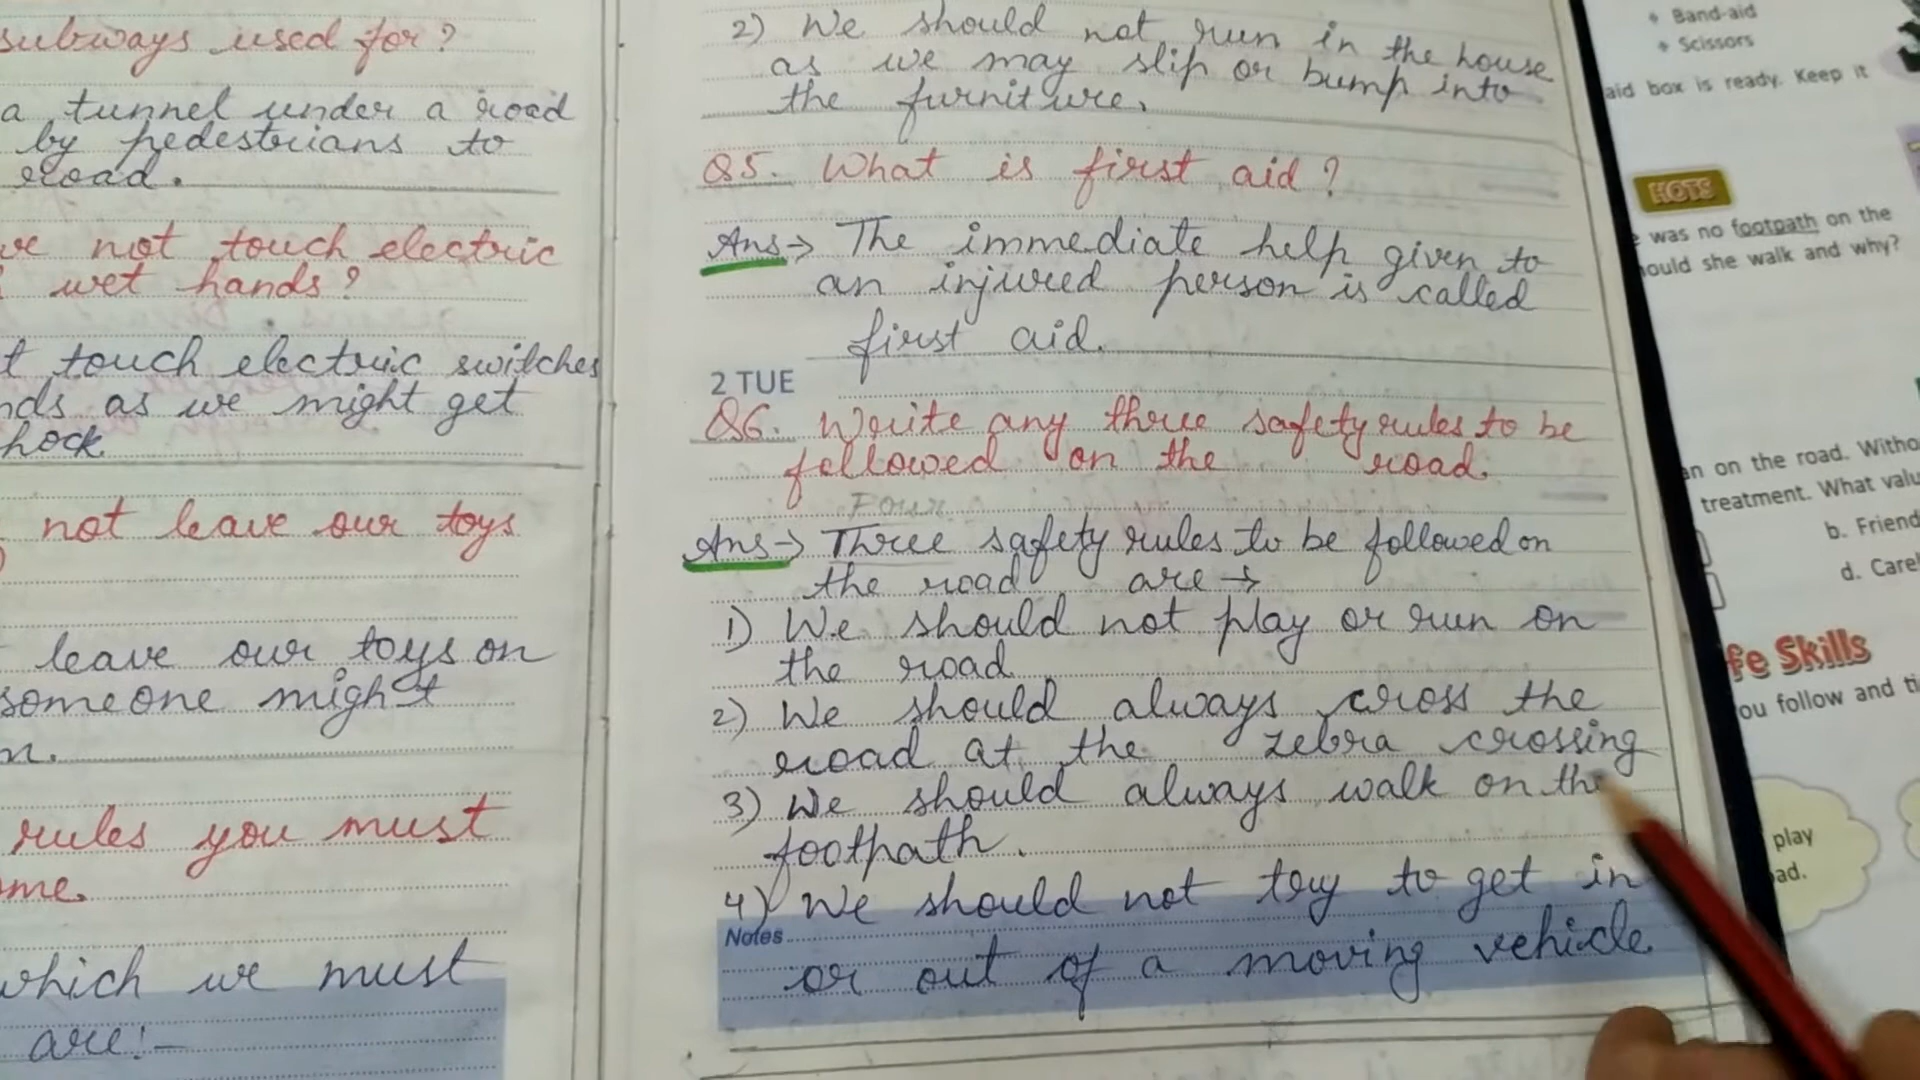 subways used for?
a tunnel under a road
by pedestrians to
road.
we not touch electric
wet hands?
t touch electric switches
nds as we might get
hock
not leave our toys
leave our toys on
someone might
n.
rules you must
ome.
which we must
are:-
2) We should not run in the house
as we may slip or bump into
the furniture.
Q5. What is first aid?
Ans→ The immediate help given to
an injured person is called
first aid.
2 TUE
Q6. Write any three safety rules to be
followed on the road.
Four
Ans→ Three safety rules to be followed on
the road are →
1) We should not play or run on
the road
2) We should always cross the
road at the zebra crossing
3) We should always walk on the
footpath.
4) We should not try to get in
Notes
or out of a moving vehicle
Band-aid
Scissors
aid box is ready. Keep it
HOTS
e was no footpath on the
hould she walk and why?
an on the road. Witho
treatment. What valu
b. Friend
d. Care
fe Skills
ou follow and ti
play
ad.